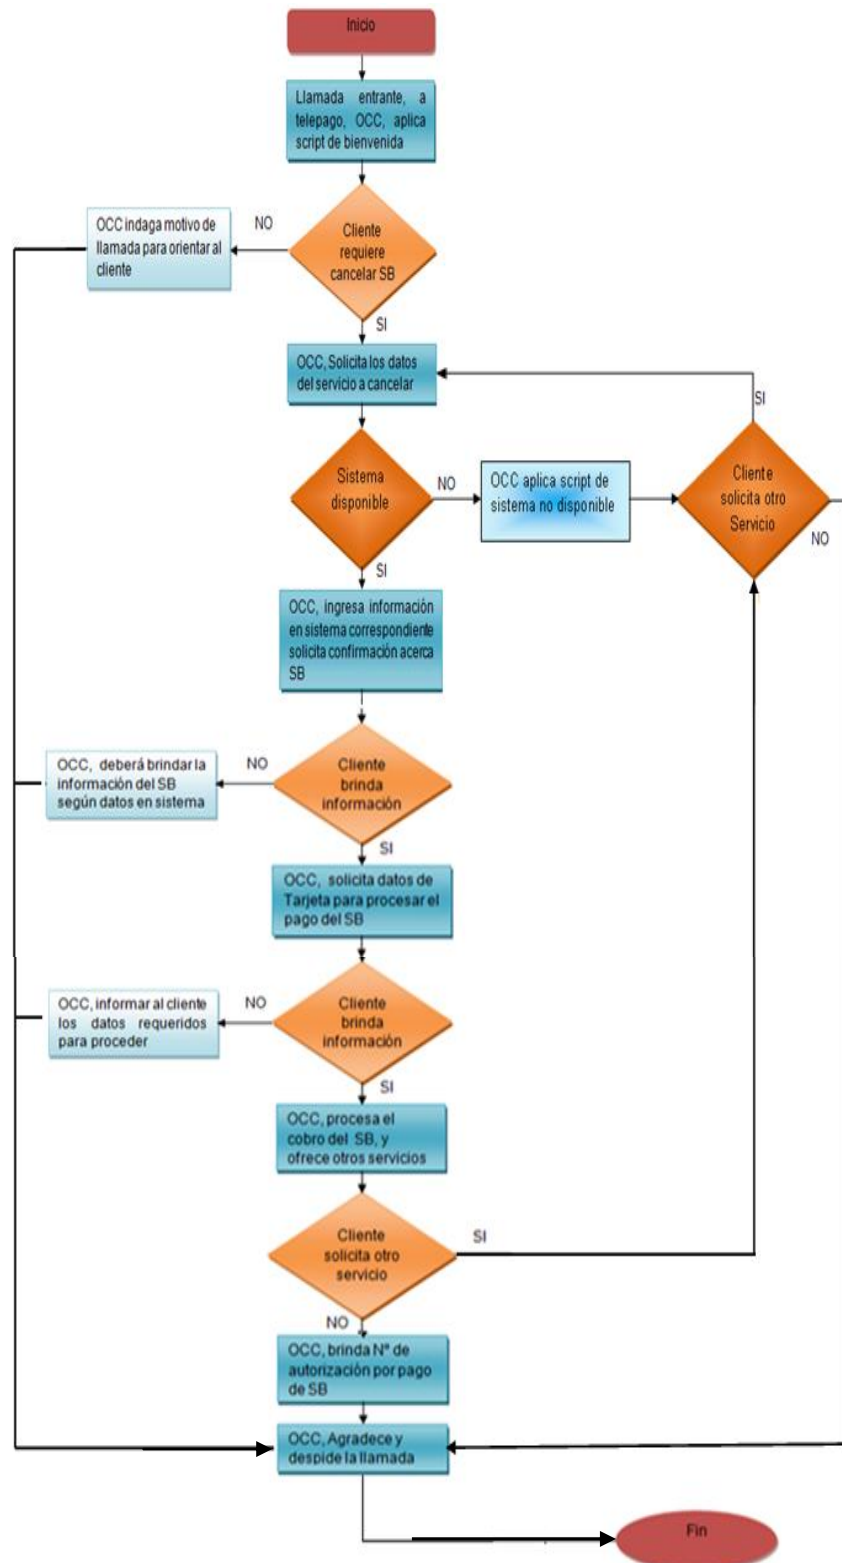 Inicio
Llamada entrante, a
telepago, OCC, aplica
script de bienvenida
OCC indaga motivo de
llamada para orientar al
cliente
NO
Cliente
requiere
cancelar SB
SI
OCC, Solicita los datos
del servicio a cancelar
SI
Sistema
disponible
NO
OCC aplica script de
sistema no disponible
Cliente
solicita otro
Servicio
NO
SI
OCC, ingresa información
en sistema correspondiente
solicita confirmación acerca
SB
OCC, deberá brindar la
información del SB
según datos en sistema
NO
Cliente
brinda
información
SI
OCC, solicita datos de
Tarjeta para procesar el
pago del SB
OCC, informar al cliente
los datos requeridos
para proceder
NO
Cliente
brinda
información
SI
OCC, procesa el
cobro del SB, y
ofrece otros servicios
Cliente
solicita otro
servicio
SI
NO
OCC, brinda Nº de
autorización por pago
de SB
OCC, Agradece y
despide la llamada
Fin